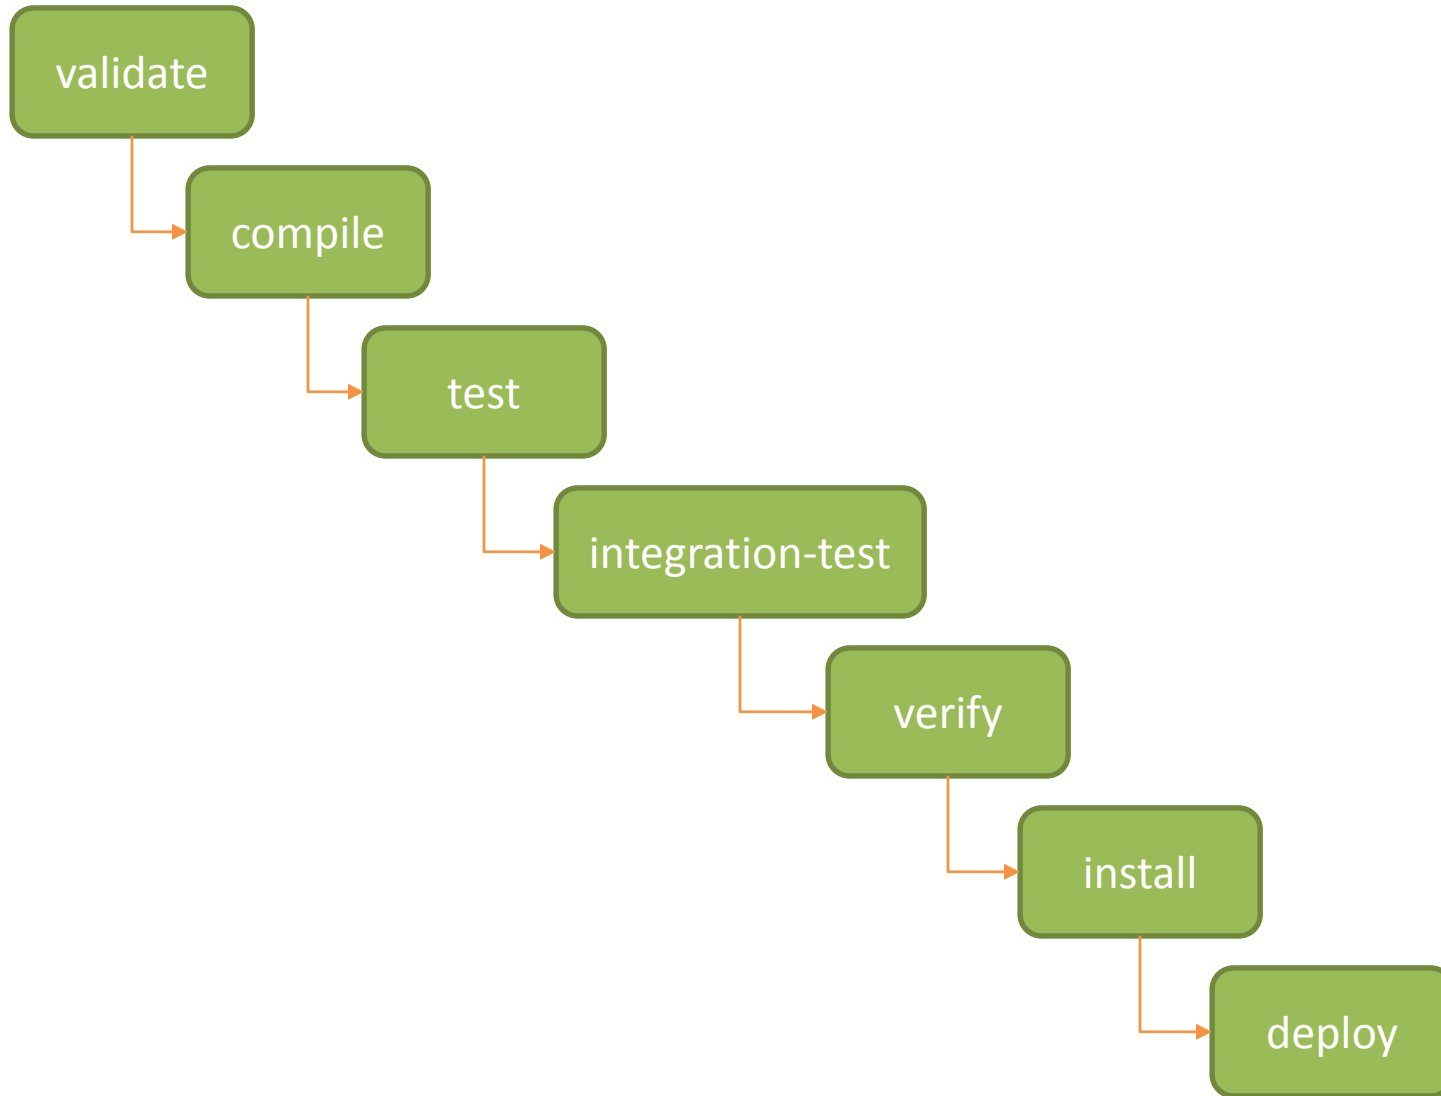 validate
compile
test
integration-test
verify
install
deploy